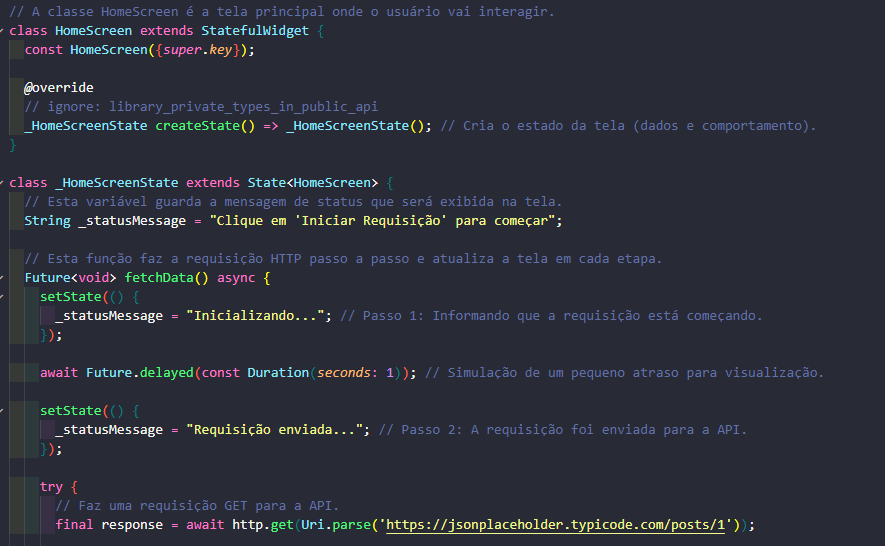 // A classe HomeScreen é a tela principal onde o usuário vai interagir.
class HomeScreen extends StatefulWidget {
  const HomeScreen({super.key});

  @override
  // ignore: library_private_types_in_public_api
  _HomeScreenState createState() => _HomeScreenState(); // Cria o estado da tela (dados e comportamento).
}

class _HomeScreenState extends State<HomeScreen> {
  // Esta variável guarda a mensagem de status que será exibida na tela.
  String _statusMessage = "Clique em 'Iniciar Requisição' para começar";

  // Esta função faz a requisição HTTP passo a passo e atualiza a tela em cada etapa.
  Future<void> fetchData() async {
    setState(() {
      _statusMessage = "Inicializando..."; // Passo 1: Informando que a requisição está começando.
    });

    await Future.delayed(const Duration(seconds: 1)); // Simulação de um pequeno atraso para visualização.

    setState(() {
      _statusMessage = "Requisição enviada..."; // Passo 2: A requisição foi enviada para a API.
    });

    try {
      // Faz uma requisição GET para a API.
      final response = await http.get(Uri.parse('https://jsonplaceholder.typicode.com/posts/1'));